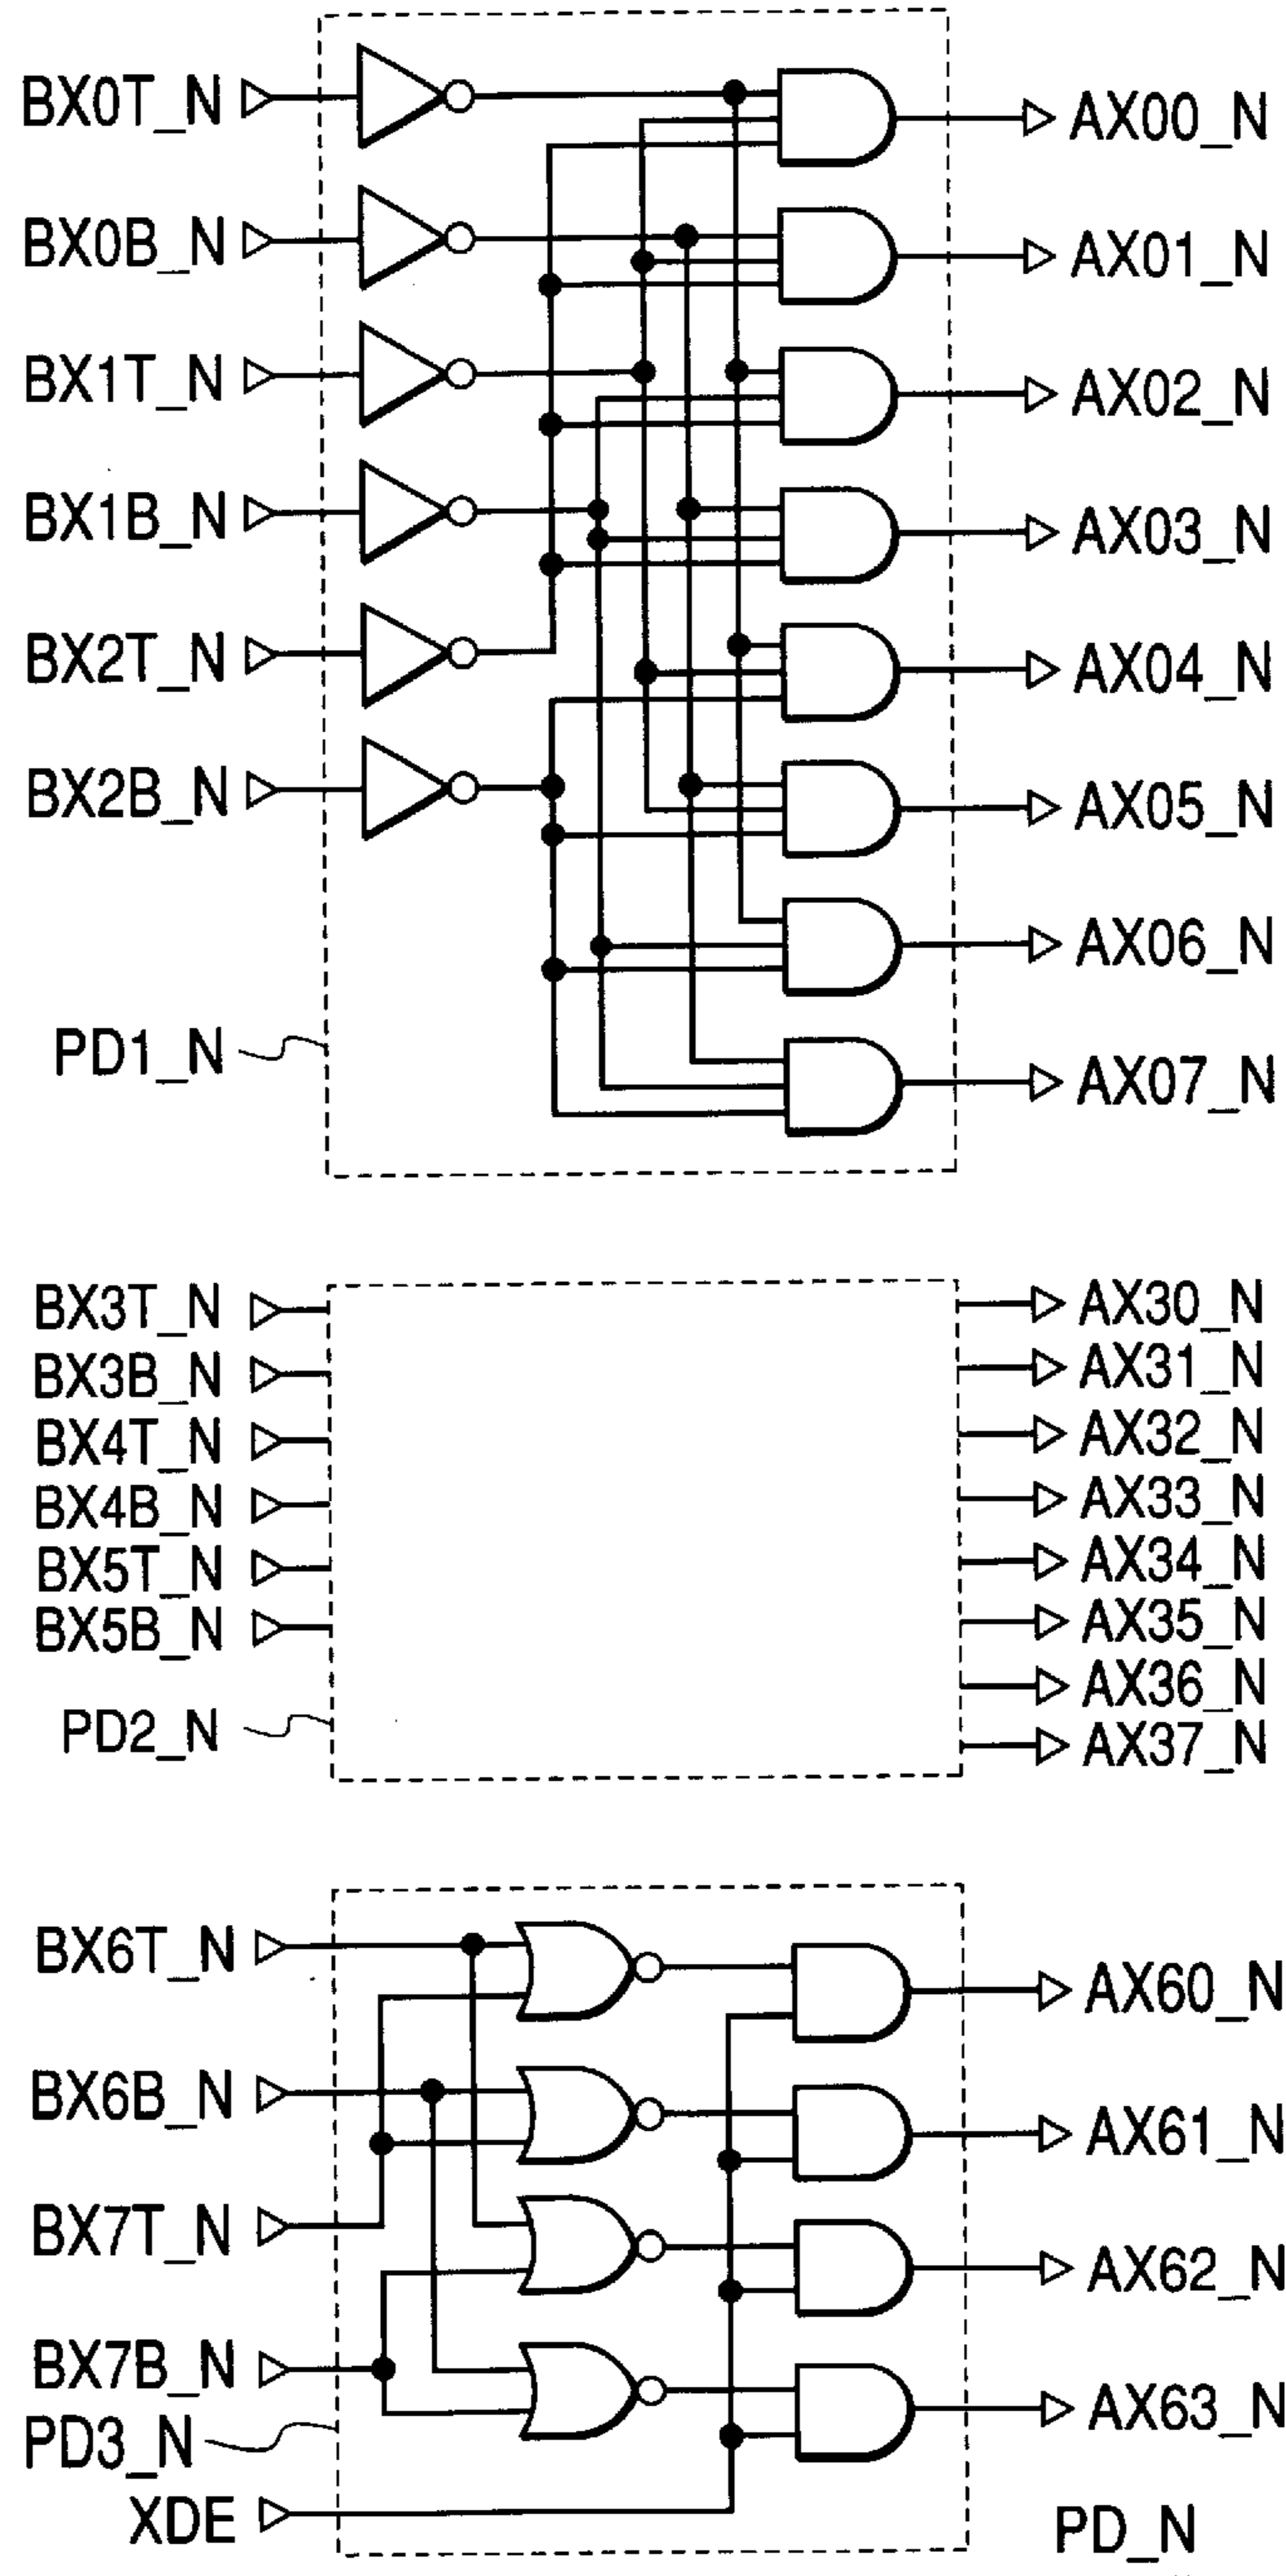 BX0T_N AX00_N
BX0B_N AX01_N
BX1T_N AX02_N
BX1B_N AX03_N
BX2T_N AX04_N
BX2B_N AX05_N
AX06_N
PD1_N AX07_N
BX3T_N AX30_N
BX3B_N AX31_N
BX4T_N AX32_N
BX4B_N AX33_N
BX5T_N AX34_N
BX5B_N AX35_N
AX36_N
PD2_N AX37_N
BX6T_N AX60_N
BX6B_N AX61_N
BX7T_N AX62_N
BX7B_N AX63_N
PD3_N
XDE PD_N